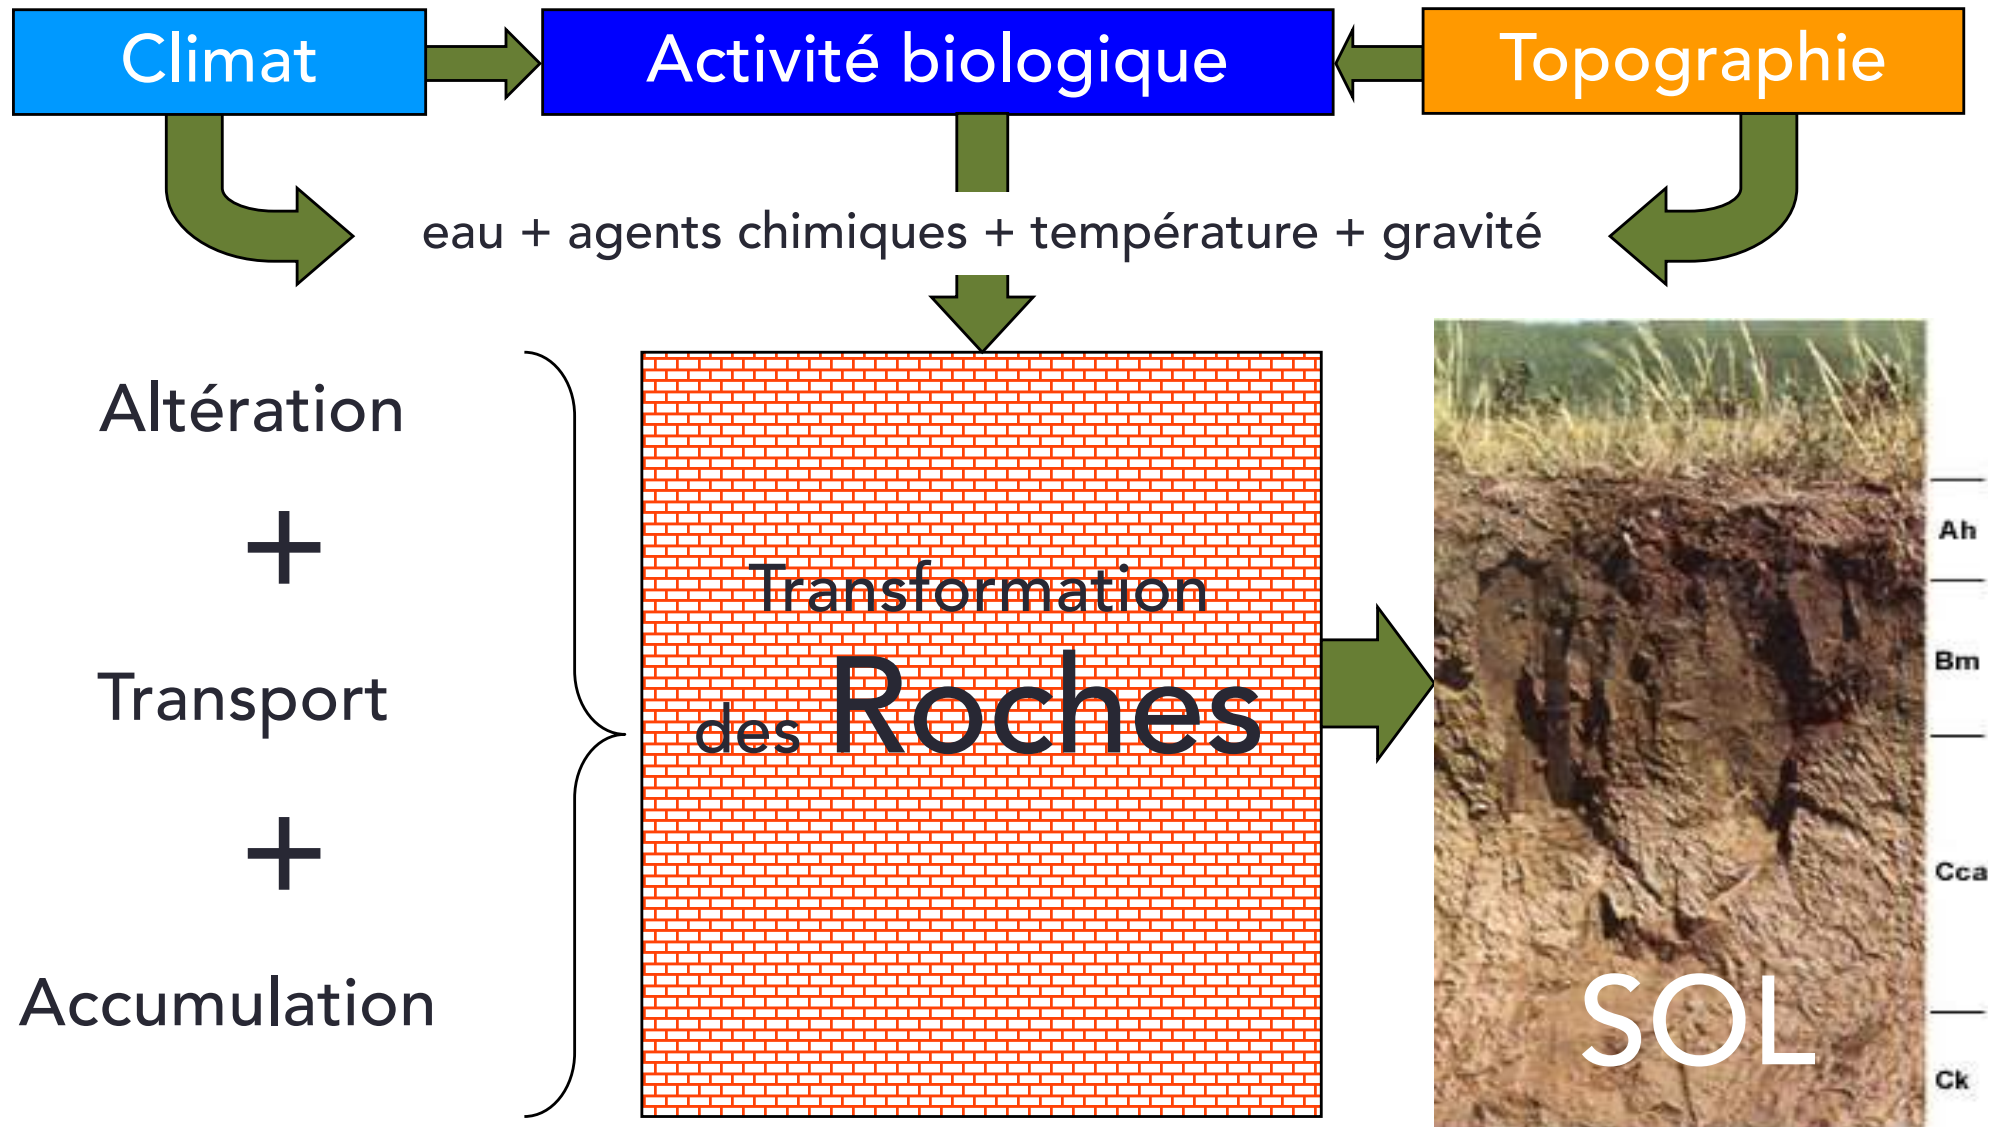 Climat
Activité biologique
Topographie
eau + agents chimiques + température + gravité
Altération
+
Transport
+
Accumulation
Transformation
des Roches
Ah
Bm
Cca
Ck
SOL